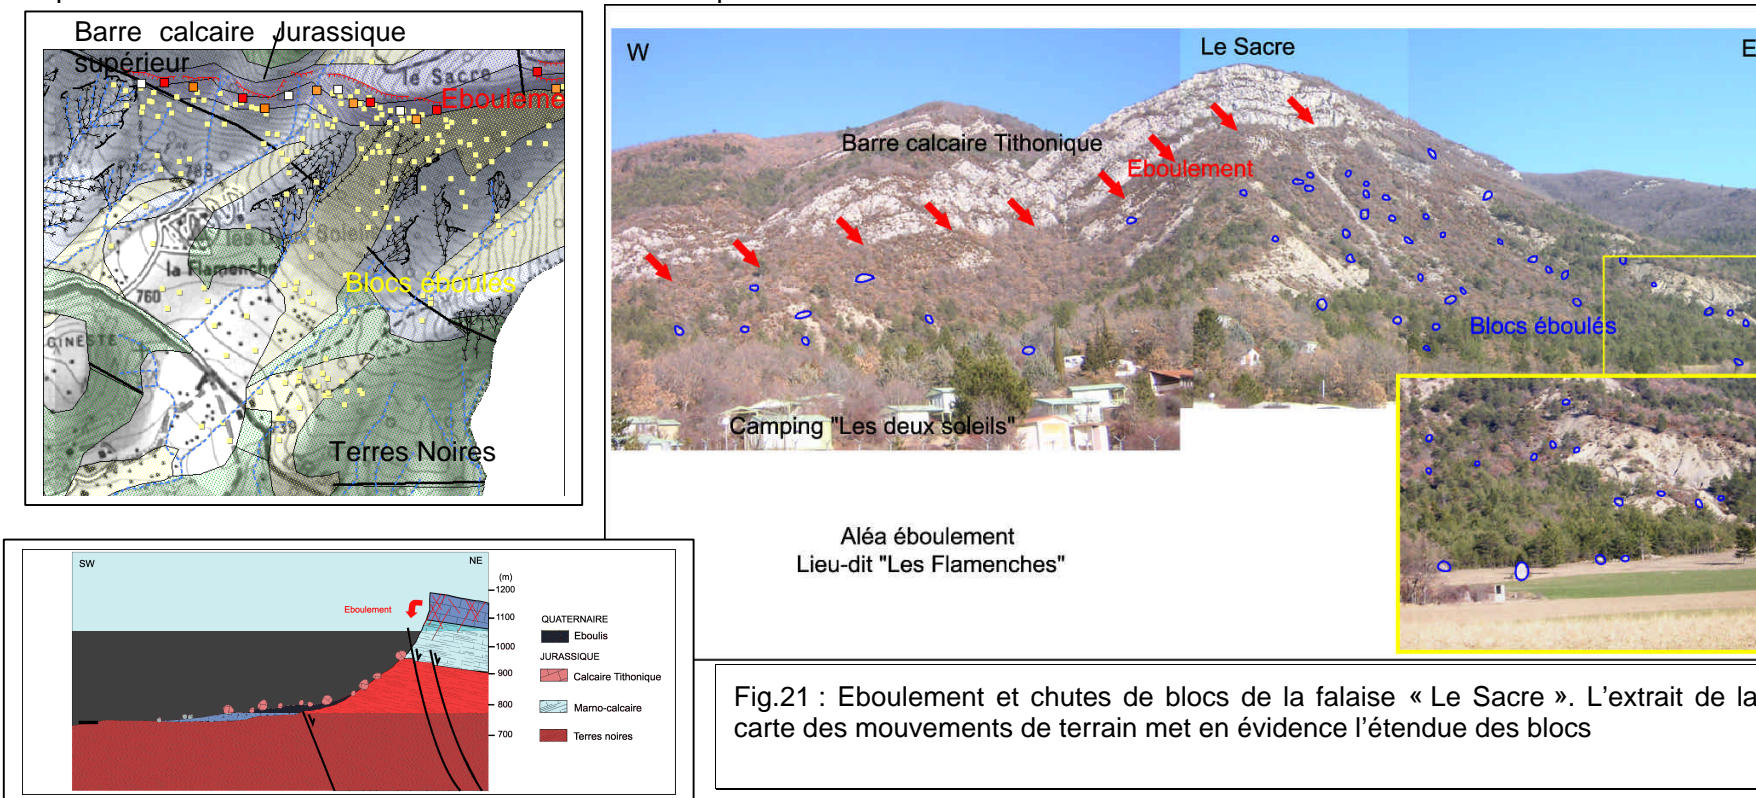 Barre calcaire Jurassique
supérieur
le Sacre
Ebouleme
788
les Deux Soleils
la Flamenche
760
Blocs éboulés
GINESTE
739
Terres Noires
W
Le Sacre
E
Barre calcaire Tithonique
Eboulement
Blocs éboulés
Camping "Les deux soleils"
Aléa éboulement
Lieu-dit "Les Flamenches"
SW
NE
(m)
1200
1100
1000
900
800
700
Eboulement
QUATERNAIRE
Eboulis
JURASSIQUE
Calcaire Tithonique
Marno-calcaire
Terres noires
Fig.21 : Eboulement et chutes de blocs de la falaise « Le Sacre ». L'extrait de la
carte des mouvements de terrain met en évidence l'étendue des blocs